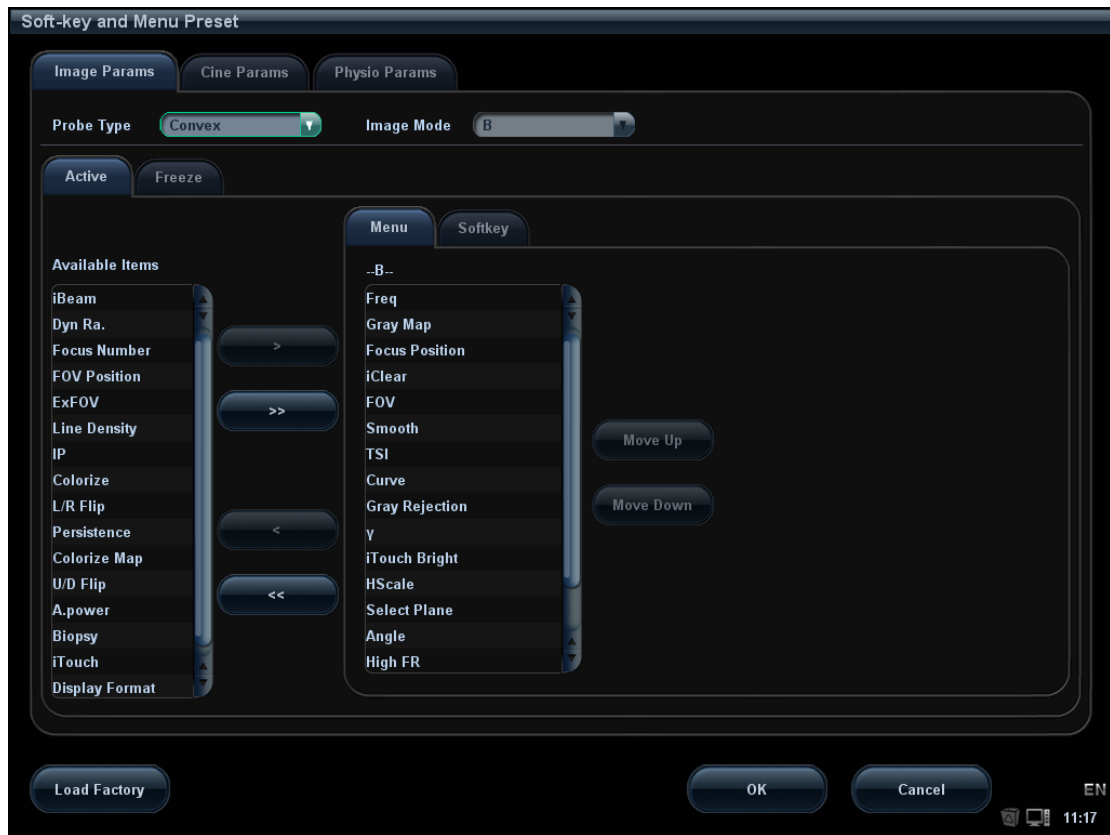 Soft-key and Menu Preset
Image Params Cine Params Physio Params
Probe Type Convex Image Mode B
Active Freeze
Menu Softkey
Available Items
iBeam
Dyn Ra.
Focus Number
FOV Position
ExFOV
Line Density
IP
Colorize
L/R Flip
Persistence
Colorize Map
U/D Flip
A.power
Biopsy
iTouch
Display Format
>
>>
<
<<
--B--
Freq
Gray Map
Focus Position
iClear
FOV
Smooth
TSI
Curve
Gray Rejection
γ
iTouch Bright
HScale
Select Plane
Angle
High FR
Move Up
Move Down
Load Factory OK Cancel EN
11:17